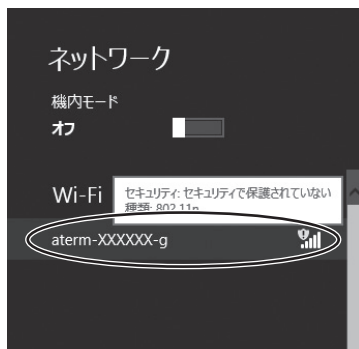 ネットワーク
機内モード
オフ
Wi-Fi
セキュリティ: セキュリティで保護されていない
種類: 802.11n
aterm-XXXXXX-g